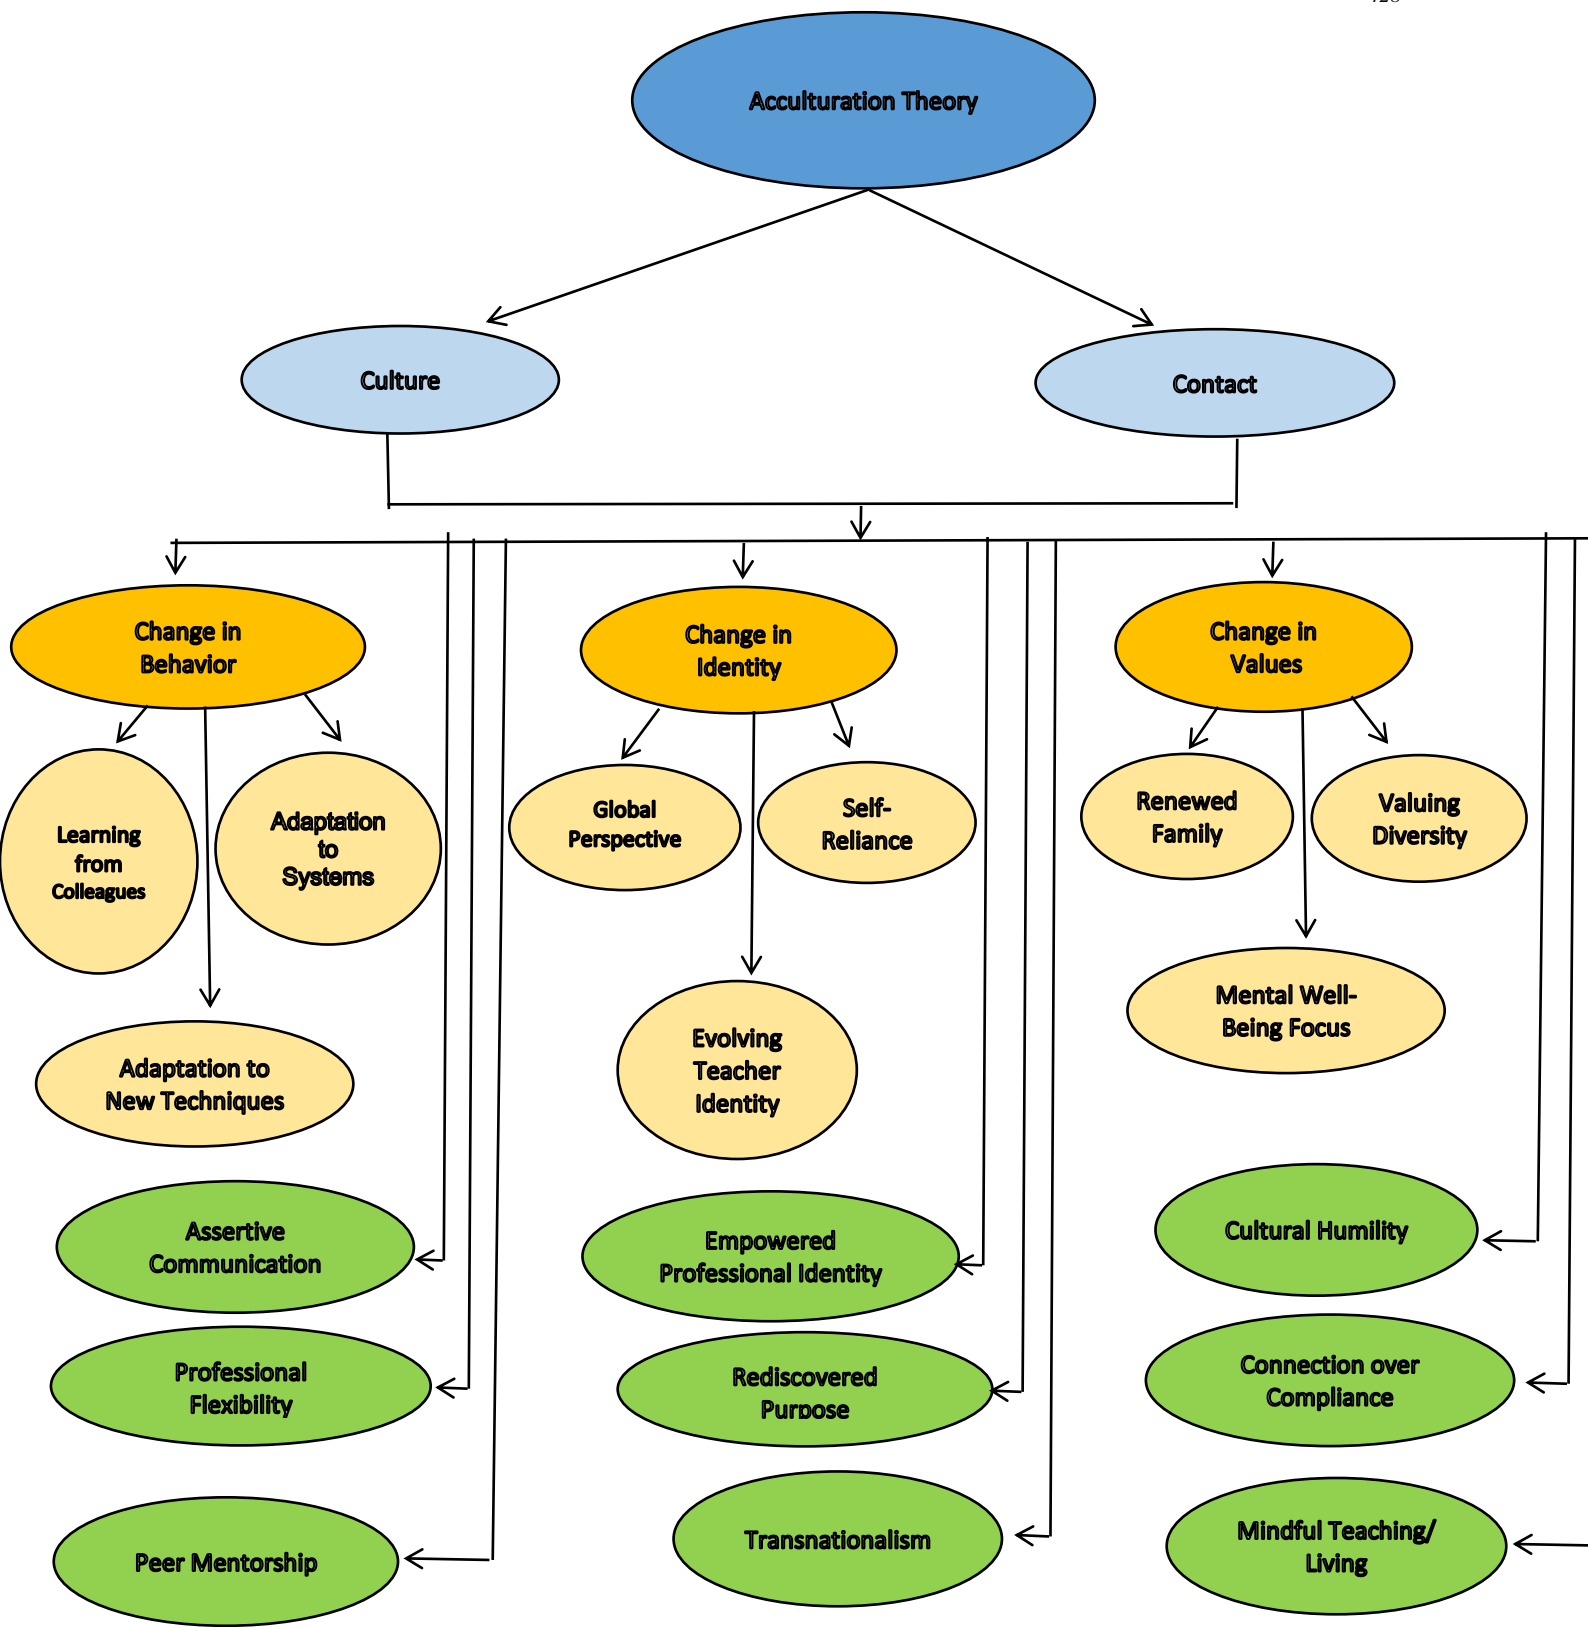 Acculturation Theory
Culture
Contact
Change in
Behavior
Change in
Identity
Change in
Values
Learning
from
Colleagues
Adaptation
to
Systems
Global
Perspective
Self-
Reliance
Renewed
Family
Valuing
Diversity
Adaptation to
New Techniques
Evolving
Teacher
Identity
Mental Well-
Being Focus
Assertive
Communication
Empowered
Professional Identity
Cultural Humility
Professional
Flexibility
Rediscovered
Purpose
Connection over
Compliance
Peer Mentorship
Transnationalism
Mindful Teaching/
Living